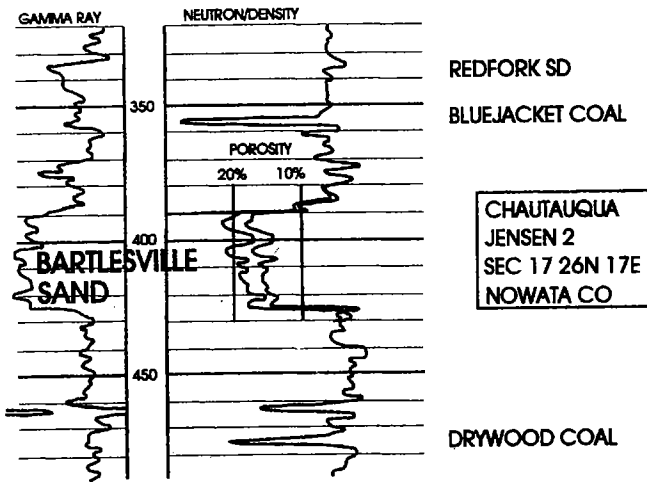 GAMMA RAY
NEUTRON/DENSITY
REDFORK SD
350
BLUEJACKET COAL
POROSITY
20% 10%
CHAUTAUQUA
JENSEN 2
SEC 17 26N 17E
NOWATA CO
400
BARTLESVILLE
SAND
450
DRYWOOD COAL